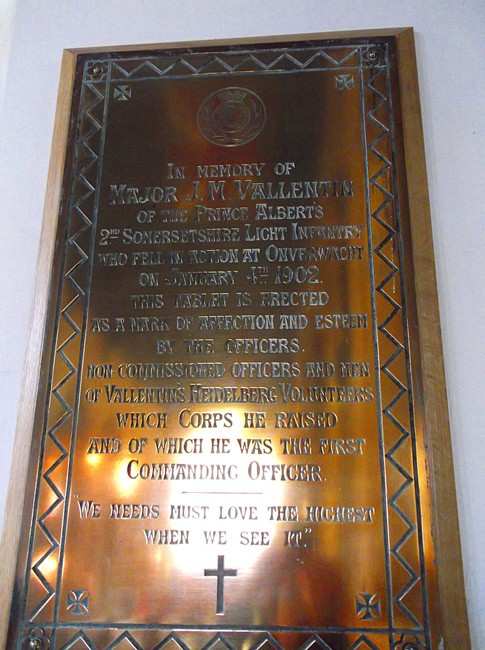 IN MEMORY OF
MAJOR J. M. VALLENTIN
OF THE PRINCE ALBERT'S
2ND SOMERSETSHIRE LIGHT INFANTRY
WHO FELL IN ACTION AT ONVERWACHT
ON JANUARY 4TH 1902.
THIS TABLET IS ERECTED
AS A MARK OF AFFECTION AND ESTEEM
BY THE OFFICERS.
NON COMMISSIONED OFFICERS AND MEN
OF VALLENTIN'S HEIDELBERG VOLUNTEERS
WHICH CORPS HE RAISED
AND OF WHICH HE WAS THE FIRST
COMMANDING OFFICER.
"WE NEEDS MUST LOVE THE HIGHEST
WHEN WE SEE IT."